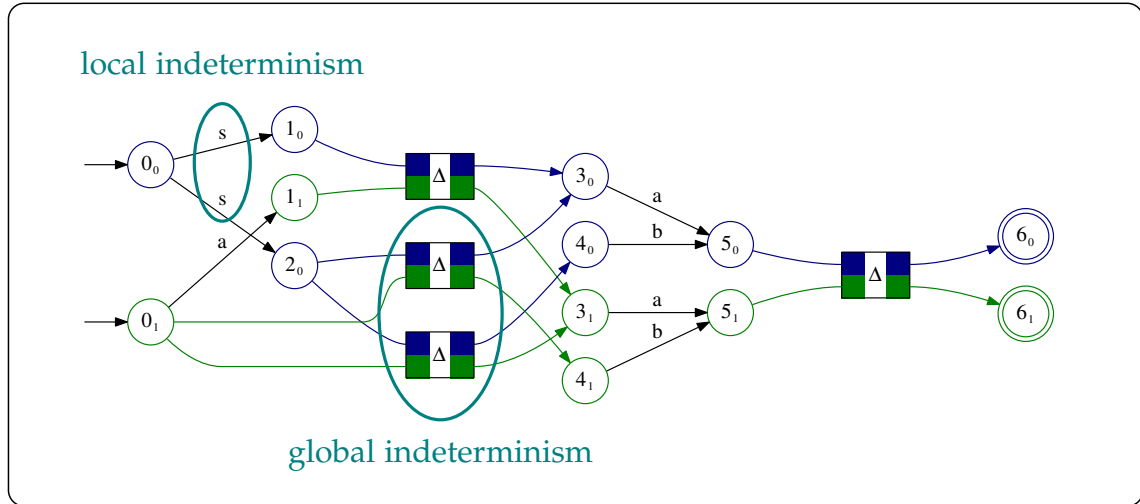 local indeterminism
s
1₀
0₀
Δ
3₀
s
1₁
a
6₀
a
2₀
Δ
4₀
b
5₀
Δ
0₁
3₁
a
5₁
6₁
Δ
b
4₁
global indeterminism